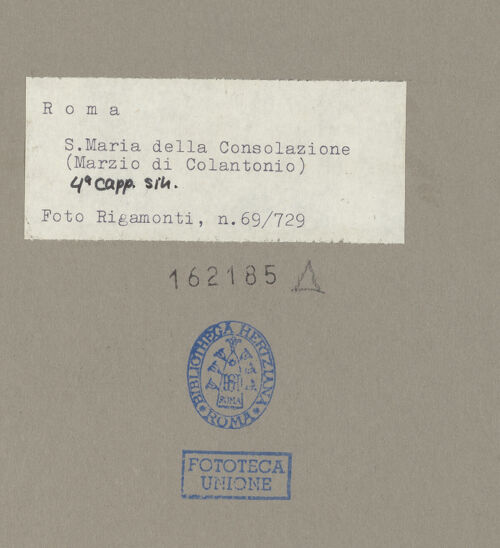 Roma
S.Maria della Consolazione
(Marzio di Colantonio)
4ª Capp. sin.
Foto Rigamonti, n.69/729
162185
BIBLIOTHECA HERTZIANA
ROMA
ROMA
FOTOTECA
UNIONE